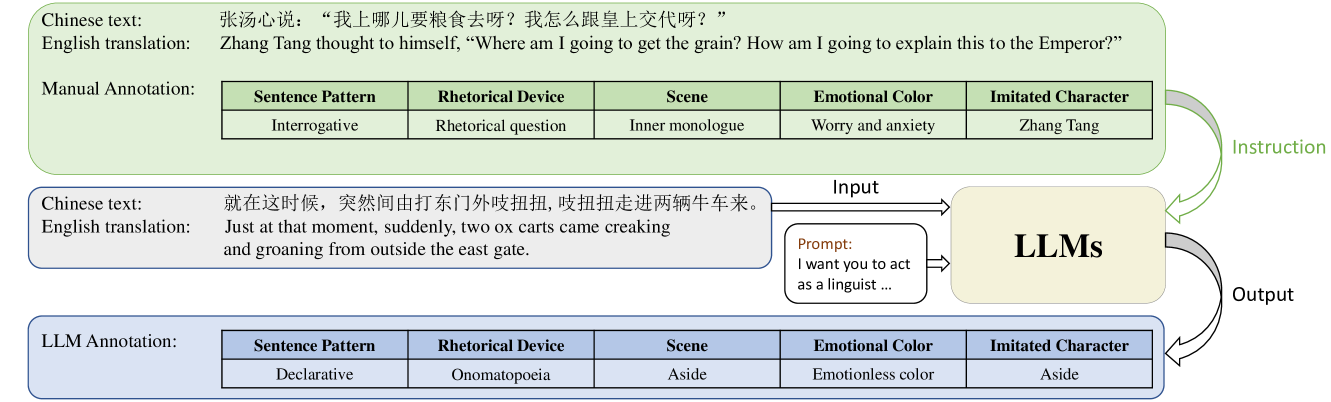 Chinese text: 张汤心说：“我上哪儿要粮食去呀？我怎么跟皇上交代呀？”
English translation: Zhang Tang thought to himself, “Where am I going to get the grain? How am I going to explain this to the Emperor?”
Manual Annotation:
Sentence Pattern Rhetorical Device Scene Emotional Color Imitated Character
Interrogative Rhetorical question Inner monologue Worry and anxiety Zhang Tang
Instruction
Chinese text: 就在这时候，突然间由打东门外吱扭扭, 吱扭扭走进两辆牛车来。
English translation: Just at that moment, suddenly, two ox carts came creaking
and groaning from outside the east gate.
Input
Prompt:
I want you to act
as a linguist ...
LLMs
Output
LLM Annotation:
Sentence Pattern Rhetorical Device Scene Emotional Color Imitated Character
Declarative Onomatopoeia Aside Emotionless color Aside